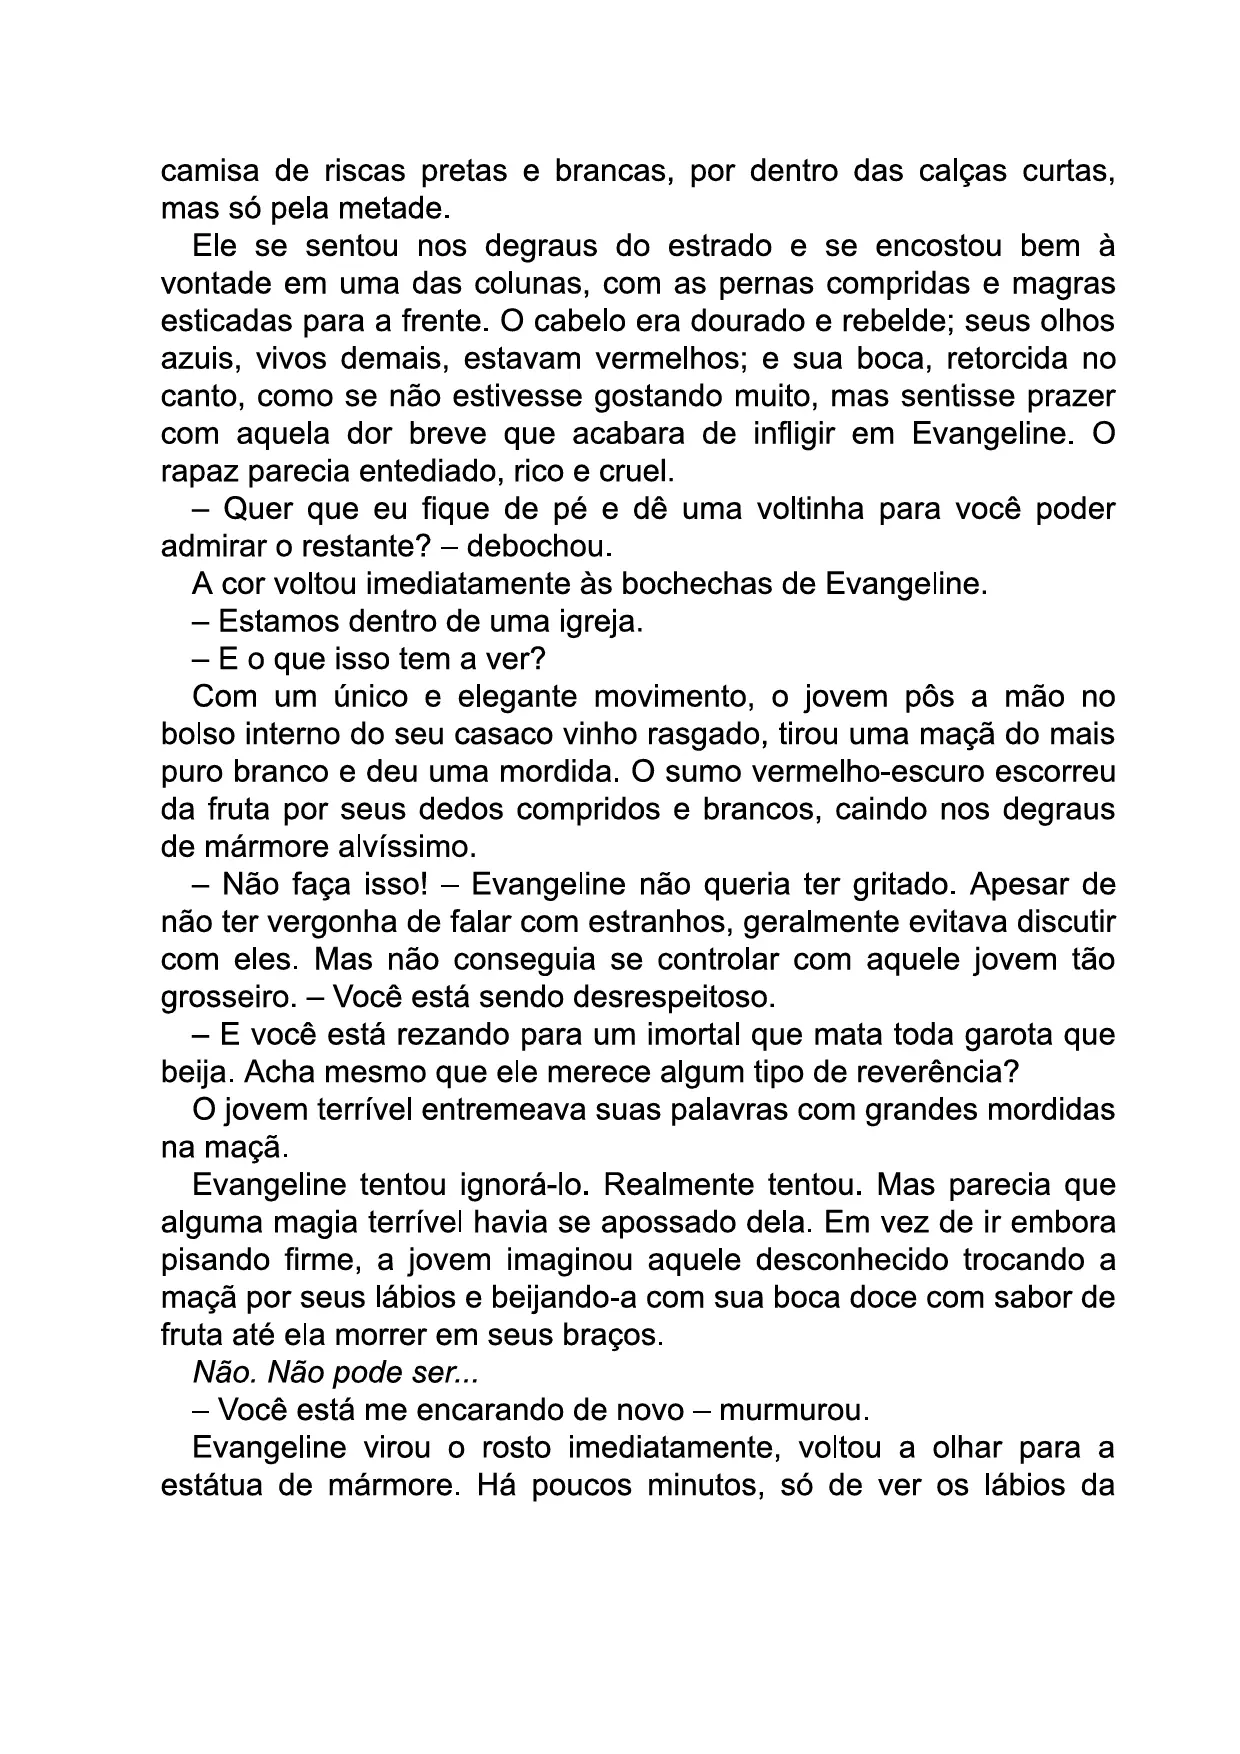 camisa de riscas pretas e brancas, por dentro das calças curtas,
mas só pela metade.
Ele se sentou nos degraus do estrado e se encostou bem à
vontade em uma das colunas, com as pernas compridas e magras
esticadas para a frente. O cabelo era dourado e rebelde; seus olhos
azuis, vivos demais, estavam vermelhos; e sua boca, retorcida no
canto, como se não estivesse gostando muito, mas sentisse prazer
com aquela dor breve que acabara de infligir em Evangeline. O
rapaz parecia entediado, rico e cruel.
– Quer que eu fique de pé e dê uma voltinha para você poder
admirar o restante? – debochou.
A cor voltou imediatamente às bochechas de Evangeline.
– Estamos dentro de uma igreja.
– E o que isso tem a ver?
Com um único e elegante movimento, o jovem pôs a mão no
bolso interno do seu casaco vinho rasgado, tirou uma maçã do mais
puro branco e deu uma mordida. O sumo vermelho-escuro escorreu
da fruta por seus dedos compridos e brancos, caindo nos degraus
de mármore alvíssimo.
– Não faça isso! – Evangeline não queria ter gritado. Apesar de
não ter vergonha de falar com estranhos, geralmente evitava discutir
com eles. Mas não conseguia se controlar com aquele jovem tão
grosseiro. – Você está sendo desrespeitoso.
– E você está rezando para um imortal que mata toda garota que
beija. Acha mesmo que ele merece algum tipo de reverência?
O jovem terrível entremeava suas palavras com grandes mordidas
na maçã.
Evangeline tentou ignorá-lo. Realmente tentou. Mas parecia que
alguma magia terrível havia se apossado dela. Em vez de ir embora
pisando firme, a jovem imaginou aquele desconhecido trocando a
maçã por seus lábios e beijando-a com sua boca doce com sabor de
fruta até ela morrer em seus braços.
Não. Não pode ser...
– Você está me encarando de novo – murmurou.
Evangeline virou o rosto imediatamente, voltou a olhar para a
estátua de mármore. Há poucos minutos, só de ver os lábios da